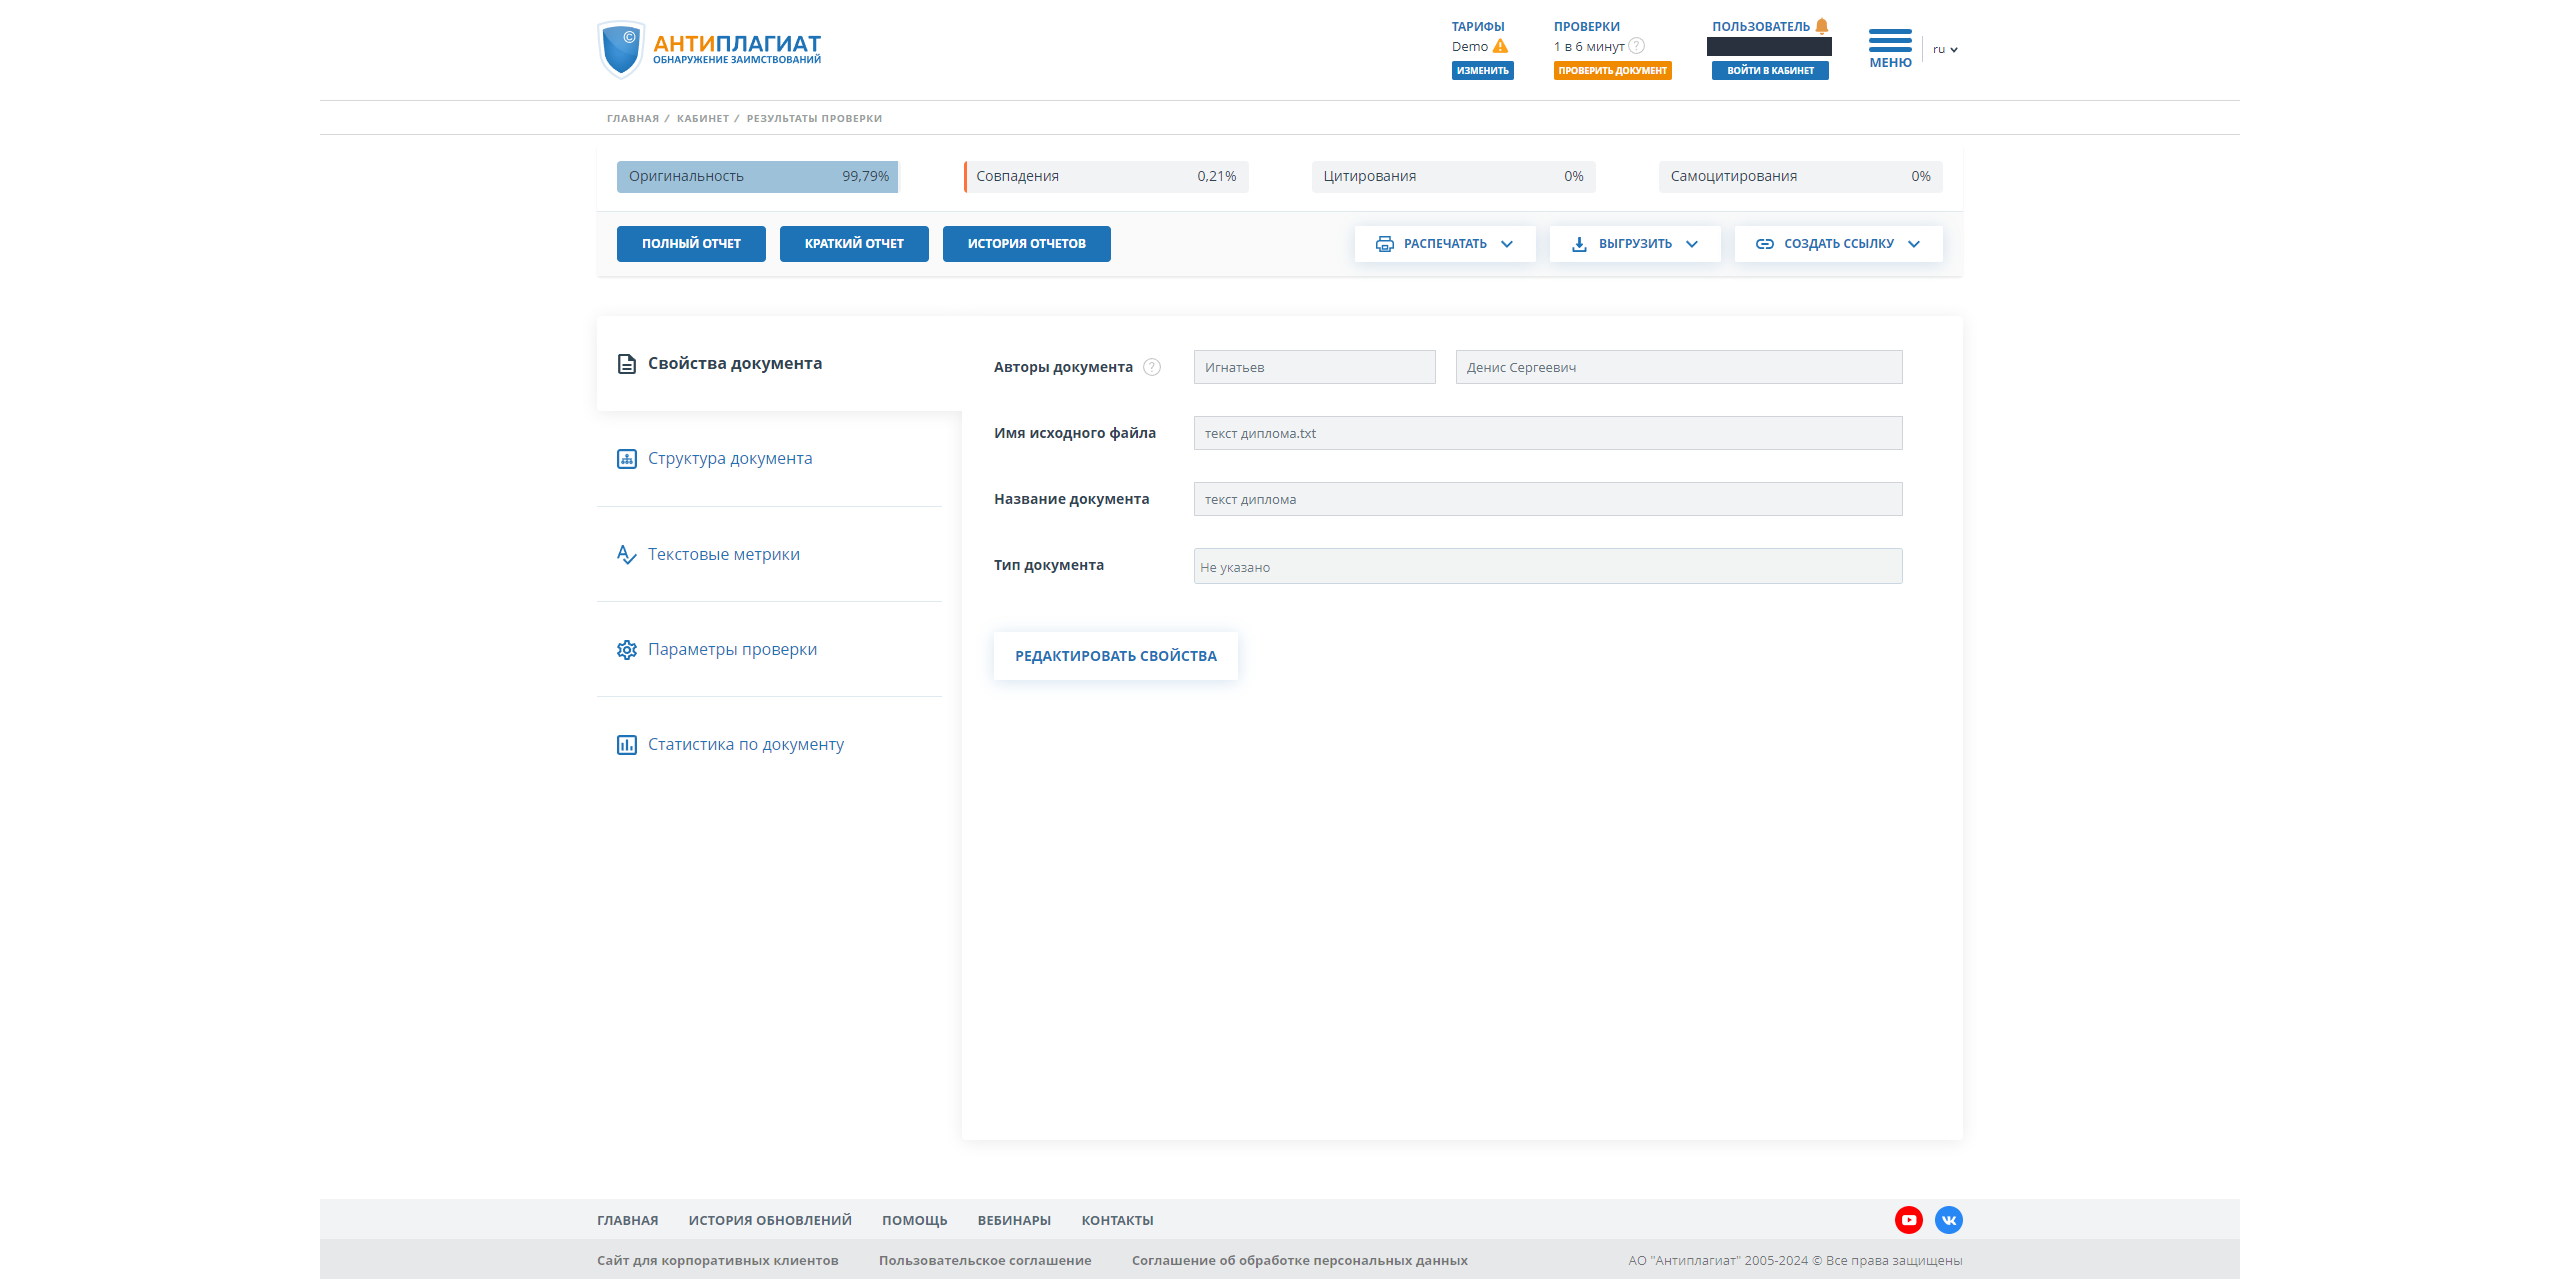 АНТИПЛАГИАТ
ОБНАРУЖЕНИЕ ЗАИМСТВОВАНИЙ
ТАРИФЫ
Demo
ИЗМЕНИТЬ
ПРОВЕРКИ
1 в 6 минут ?
ПРОВЕРИТЬ ДОКУМЕНТ
ПОЛЬЗОВАТЕЛЬ
ВОЙТИ В КАБИНЕТ
МЕНЮ
ru
ГЛАВНАЯ / КАБИНЕТ / РЕЗУЛЬТАТЫ ПРОВЕРКИ
Оригинальность 99,79%
Совпадения 0,21%
Цитирования 0%
Самоцитирования 0%
ПОЛНЫЙ ОТЧЕТ
КРАТКИЙ ОТЧЕТ
ИСТОРИЯ ОТЧЕТОВ
РАСПЕЧАТАТЬ
ВЫГРУЗИТЬ
СОЗДАТЬ ССЫЛКУ
Свойства документа
Структура документа
Текстовые метрики
Параметры проверки
Статистика по документу
Авторы документа ? Игнатьев Денис Сергеевич
Имя исходного файла текст диплома.txt
Название документа текст диплома
Тип документа Не указано
РЕДАКТИРОВАТЬ СВОЙСТВА
ГЛАВНАЯ ИСТОРИЯ ОБНОВЛЕНИЙ ПОМОЩЬ ВЕБИНАРЫ КОНТАКТЫ
Сайт для корпоративных клиентов Пользовательское соглашение Соглашение об обработке персональных данных АО "Антиплагиат" 2005-2024 © Все права защищены